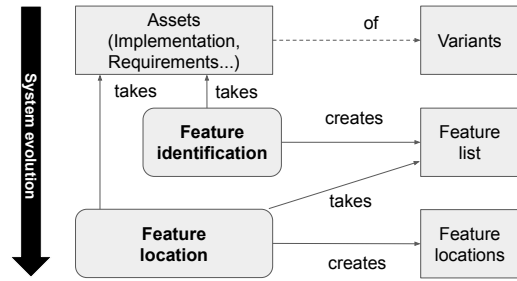 System evolution
Assets
(Implementation,
Requirements...)
of
Variants
takes
takes
Feature
identification
creates
Feature
list
takes
Feature
location
creates
Feature
locations